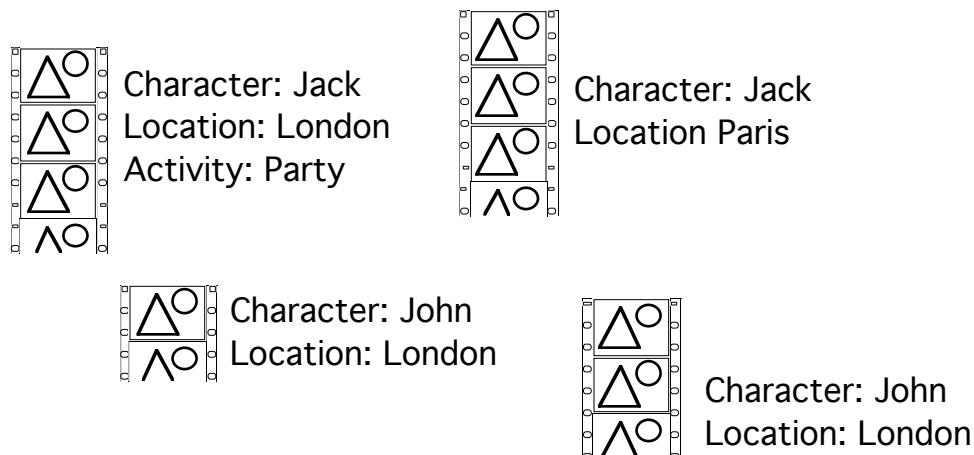 Character: Jack
Location: London
Activity: Party
Character: Jack
Location Paris
Character: John
Location: London
Character: John
Location: London